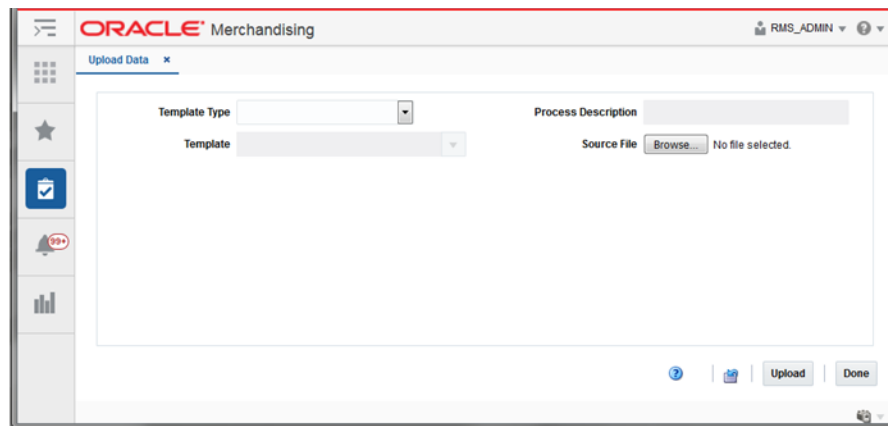 ORACLE® Merchandising
RMS_ADMIN
Upload Data ×
Template Type
Process Description
Template
Source File Browse... No file selected.
99+
Upload Done